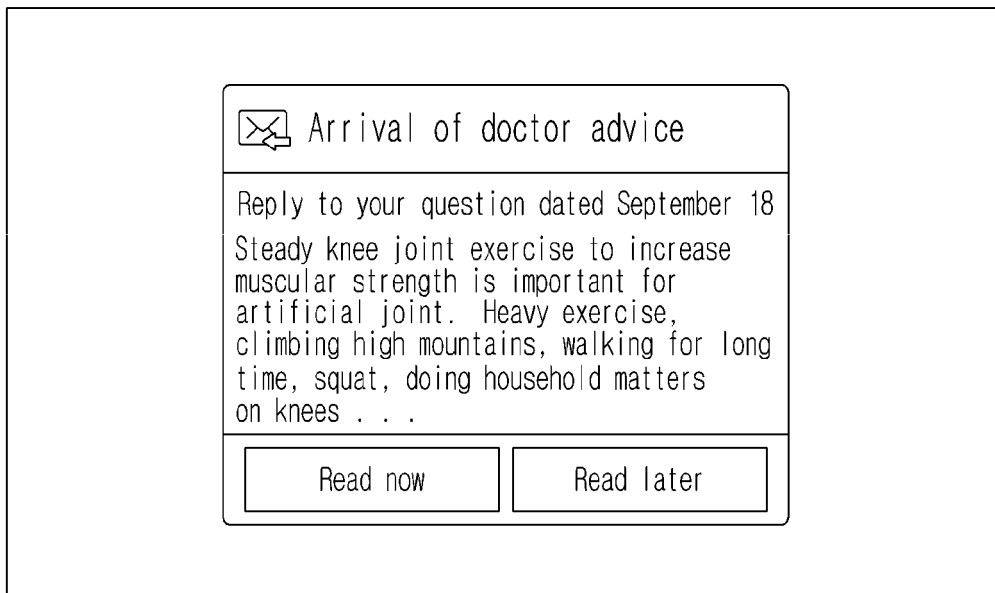 Arrival of doctor advice
Reply to your question dated September 18
Steady knee joint exercise to increase
muscular strength is important for
artificial joint. Heavy exercise,
climbing high mountains, walking for long
time, squat, doing household matters
on knees . . .
Read now
Read later